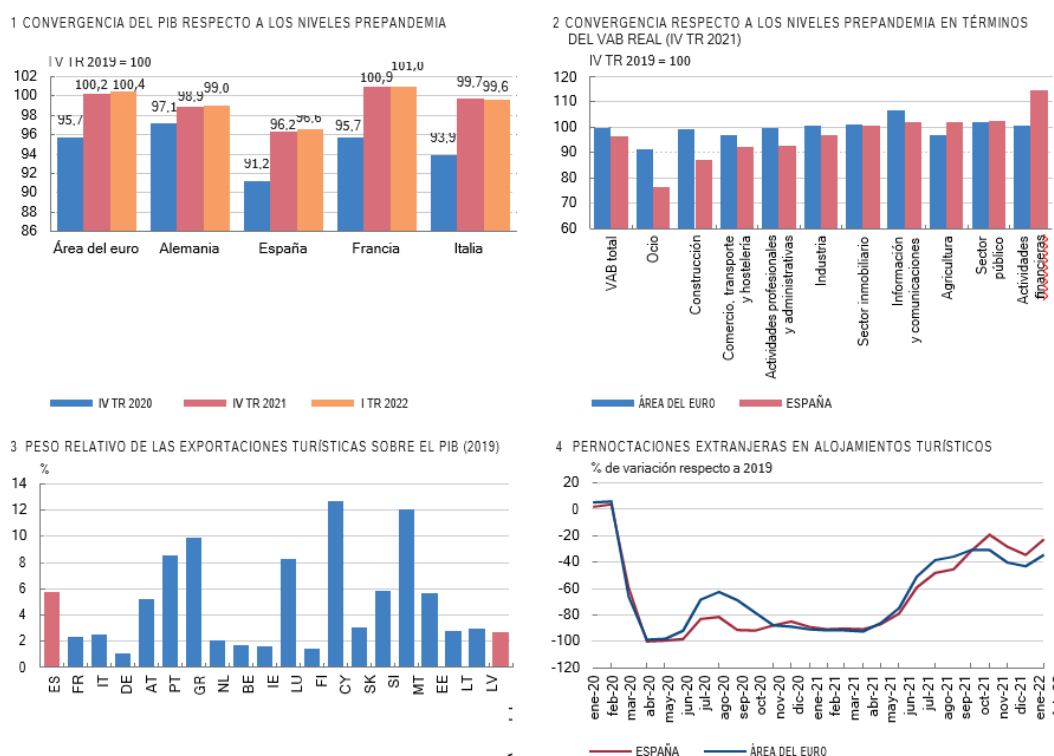 1 CONVERGENCIA DEL PIB RESPECTO A LOS NIVELES PREPANDEMIA
IV TR 2019 = 100
102
100
98
96
94
92
90
88
86
95,7
100,2
100,4
97,1
98,9
99,0
91,2
96,2
96,6
95,7
100,9
101,0
93,9
99,7
99,6
Área del euro
Alemania
España
Francia
Italia
IV TR 2020
IV TR 2021
I TR 2022
2 CONVERGENCIA RESPECTO A LOS NIVELES PREPANDEMIA EN TÉRMINOS
DEL VAB REAL (IV TR 2021)
IV TR 2019 = 100
120
110
100
90
80
70
60
VAB total
Ocio
Construcción
Comercio, transporte
y hostelería
Actividades profesionales
y administrativas
Industria
Sector inmobiliario
Información
y comunicaciones
Agricultura
Sector
público
Actividades
financieras
ÁREA DEL EURO
ESPAÑA
3 PESO RELATIVO DE LAS EXPORTACIONES TURÍSTICAS SOBRE EL PIB (2019)
%
14
12
10
8
6
4
2
0
ES
FR
IT
DE
AT
PT
GR
NL
BE
IE
LU
FI
CY
SK
SI
MT
EE
LT
LV
4 PERNOCTACIONES EXTRANJERAS EN ALOJAMIENTOS TURÍSTICOS
% de variación respecto a 2019
20
0
-20
-40
-60
-80
-100
-120
ene-20
feb-20
mar-20
abr-20
may-20
jun-20
jul-20
ago-20
sep-20
oct-20
nov-20
dic-20
ene-21
feb-21
mar-21
abr-21
may-21
jun-21
jul-21
ago-21
sep-21
oct-21
nov-21
dic-21
ene-22
ESPAÑA
ÁREA DEL EURO